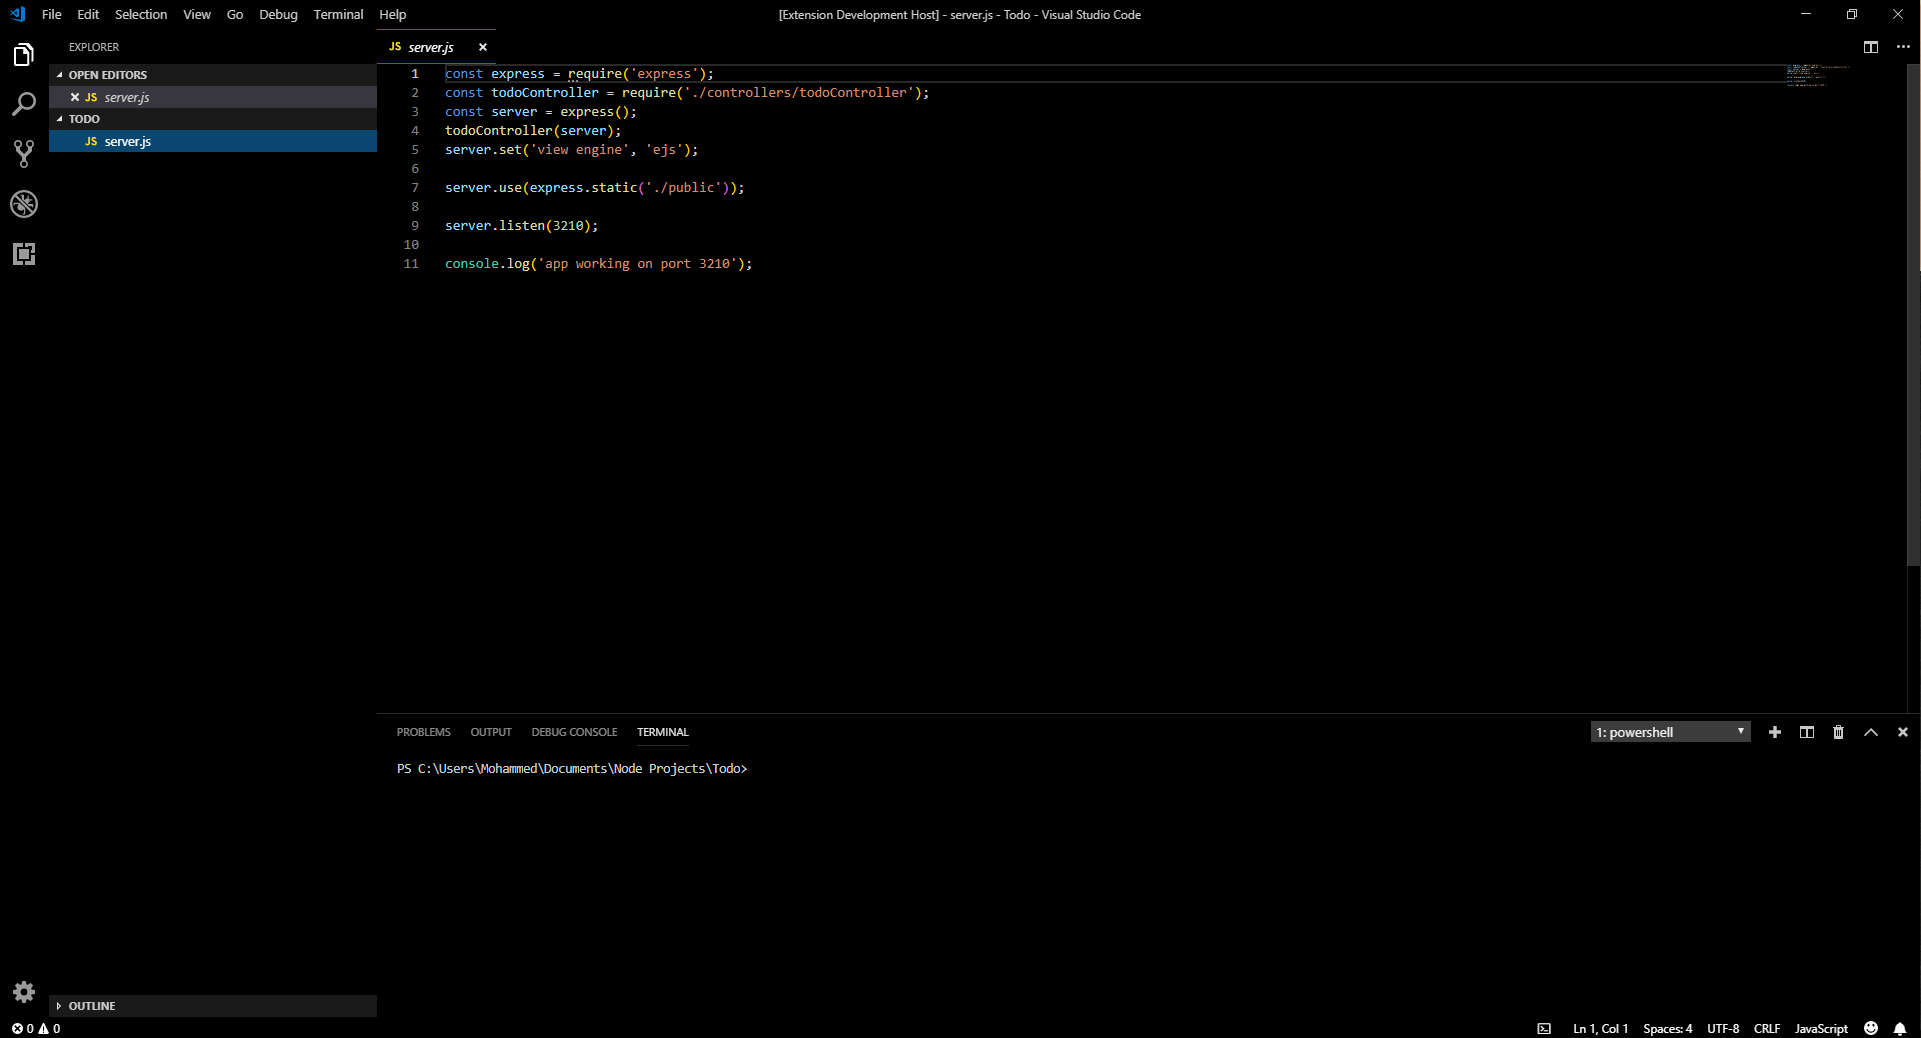 File Edit Selection View Go Debug Terminal Help
[Extension Development Host] - server.js - Todo - Visual Studio Code
EXPLORER
OPEN EDITORS
JS server.js
TODO
JS server.js
JS server.js
1 const express = require('express');
2 const todoController = require('./controllers/todoController');
3 const server = express();
4 todoController(server);
5 server.set('view engine', 'ejs');
6
7 server.use(express.static('./public'));
8
9 server.listen(3210);
10
11 console.log('app working on port 3210');
PROBLEMS OUTPUT DEBUG CONSOLE TERMINAL
1: powershell
PS C:\Users\Mohammed\Documents\Node Projects\Todo>
OUTLINE
0 0
Ln 1, Col 1 Spaces: 4 UTF-8 CRLF JavaScript